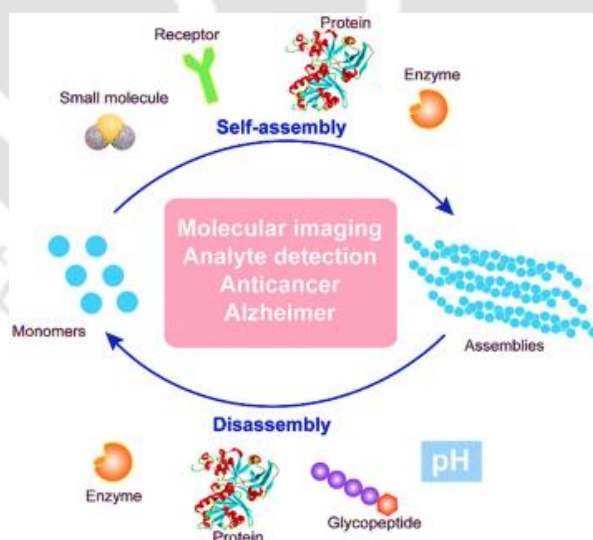 Protein
Receptor
Enzyme
Small molecule
Self-assembly
Molecular imaging
Analyte detection
Anticancer
Alzheimer
Monomers
Assemblies
Disassembly
pH
Enzyme
Glycopeptide
Protein